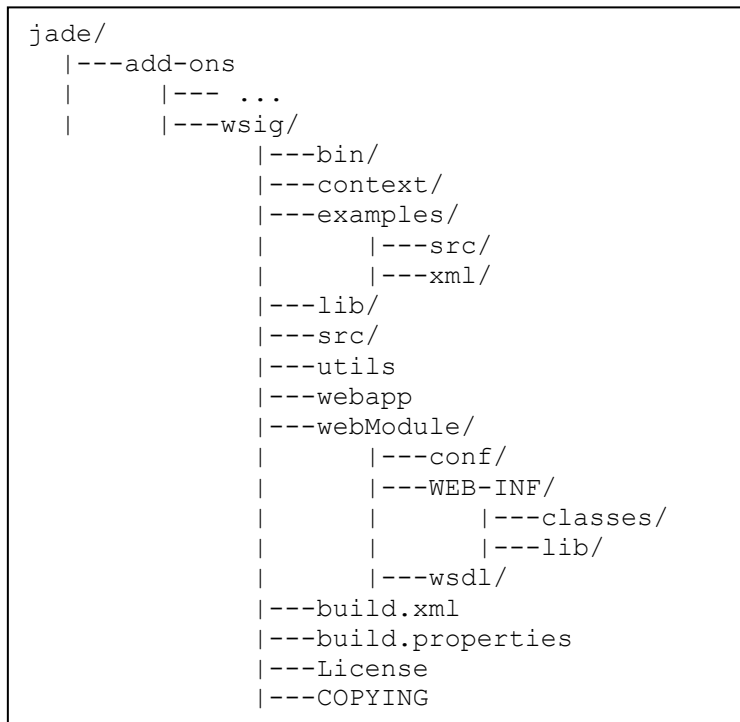 jade/
  |---add-ons
  |     |--- ...
  |     |---wsig/
            |---bin/
            |---context/
            |---examples/
            |     |---src/
            |     |---xml/
            |---lib/
            |---src/
            |---utils
            |---webapp
            |---webModule/
            |     |---conf/
            |     |---WEB-INF/
            |     |     |---classes/
            |     |     |---lib/
            |     |---wsdl/
            |---build.xml
            |---build.properties
            |---License
            |---COPYING